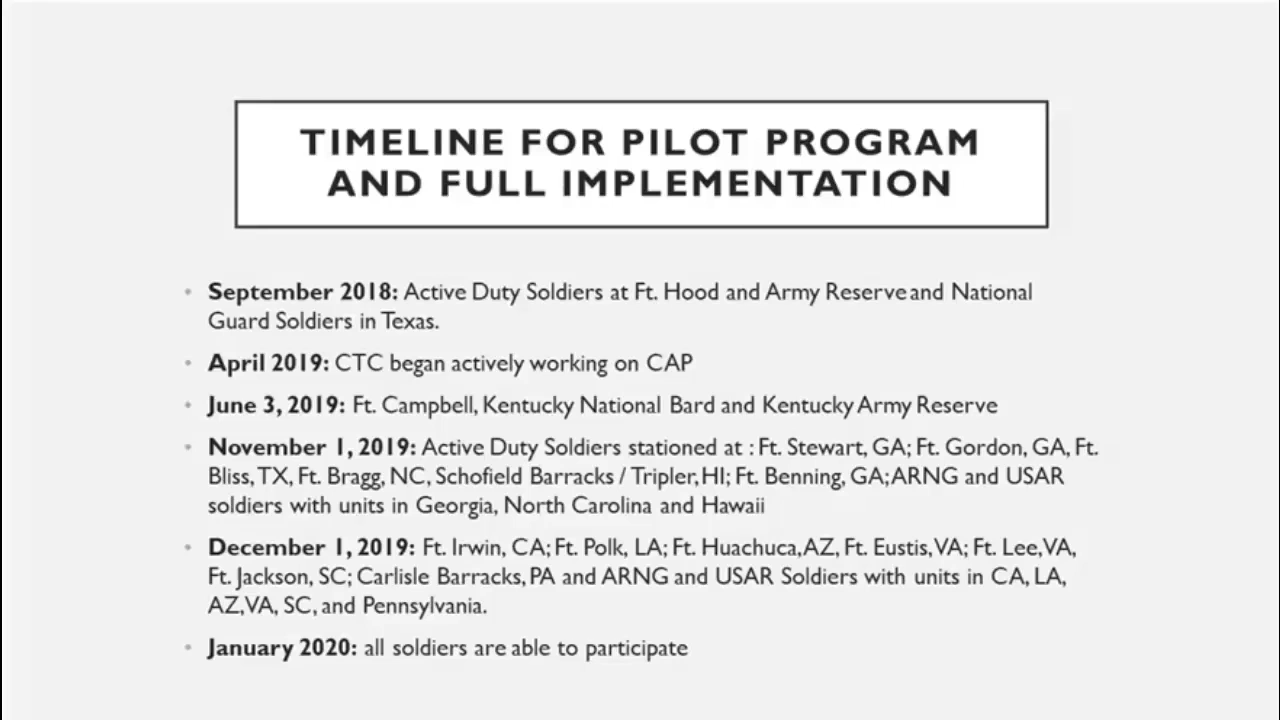 TIMELINE FOR PILOT PROGRAM
AND FULL IMPLEMENTATION
• September 2018: Active Duty Soldiers at Ft. Hood and Army Reserve and National
Guard Soldiers in Texas.
• April 2019: CTC began actively working on CAP
• June 3, 2019: Ft. Campbell, Kentucky National Bard and Kentucky Army Reserve
• November 1, 2019: Active Duty Soldiers stationed at : Ft. Stewart, GA; Ft. Gordon, GA, Ft.
Bliss, TX, Ft. Bragg, NC, Schofield Barracks / Tripler, HI; Ft. Benning, GA; ARNG and USAR
soldiers with units in Georgia, North Carolina and Hawaii
• December 1, 2019: Ft. Irwin, CA; Ft. Polk, LA; Ft. Huachuca, AZ, Ft. Eustis, VA; Ft. Lee, VA,
Ft. Jackson, SC; Carlisle Barracks, PA and ARNG and USAR Soldiers with units in CA, LA,
AZ, VA, SC, and Pennsylvania.
• January 2020: all soldiers are able to participate